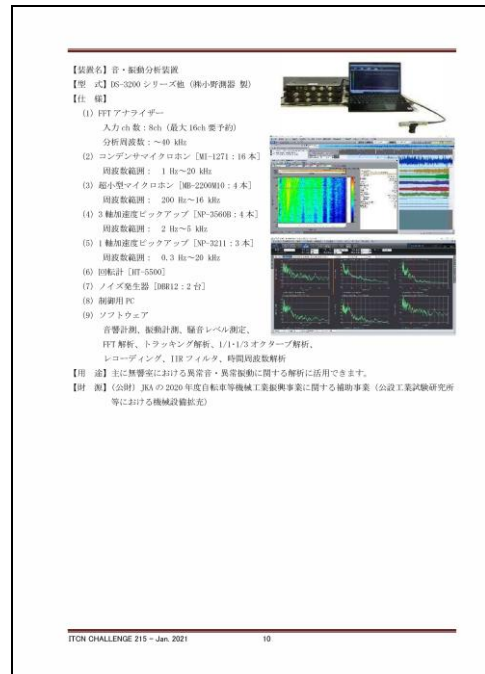 【装置名】音・振動分析装置
【型　式】DS-3200 シリーズ他（㈱小野測器 製）
【仕　様】
(1) FFT アナライザー
入力 ch 数：8ch（最大 16ch 要予約）
分析周波数：～40 kHz
(2) コンデンサマイクロホン［MI-1271：16 本］
周波数範囲： 1 Hz～20 kHz
(3) 超小型マイクロホン［MB-2200M10：4 本］
周波数範囲： 200 Hz～16 kHz
(4) 3 軸加速度ピックアップ［NP-3560B：4 本］
周波数範囲： 2 Hz～5 kHz
(5) 1 軸加速度ピックアップ［NP-3211：3 本］
周波数範囲： 0.3 Hz～20 kHz
(6) 回転計［HT-5500］
(7) ノイズ発生器［DBR12：2 台］
(8) 制御用 PC
(9) ソフトウェア
音響計測、振動計測、騒音レベル測定、
FFT 解析、トラッキング解析、1/1・1/3 オクターブ解析、
レコーディング、IIR フィルタ、時間周波数解析
【用　途】主に無響室における異常音・異常振動に関する解析に活用できます。
【財　源】（公財）JKA の 2020 年度自転車等機械工業振興事業に関する補助事業（公設工業試験研究所
等における機械設備拡充）
ITCN CHALLENGE 215 - Jan. 2021
10